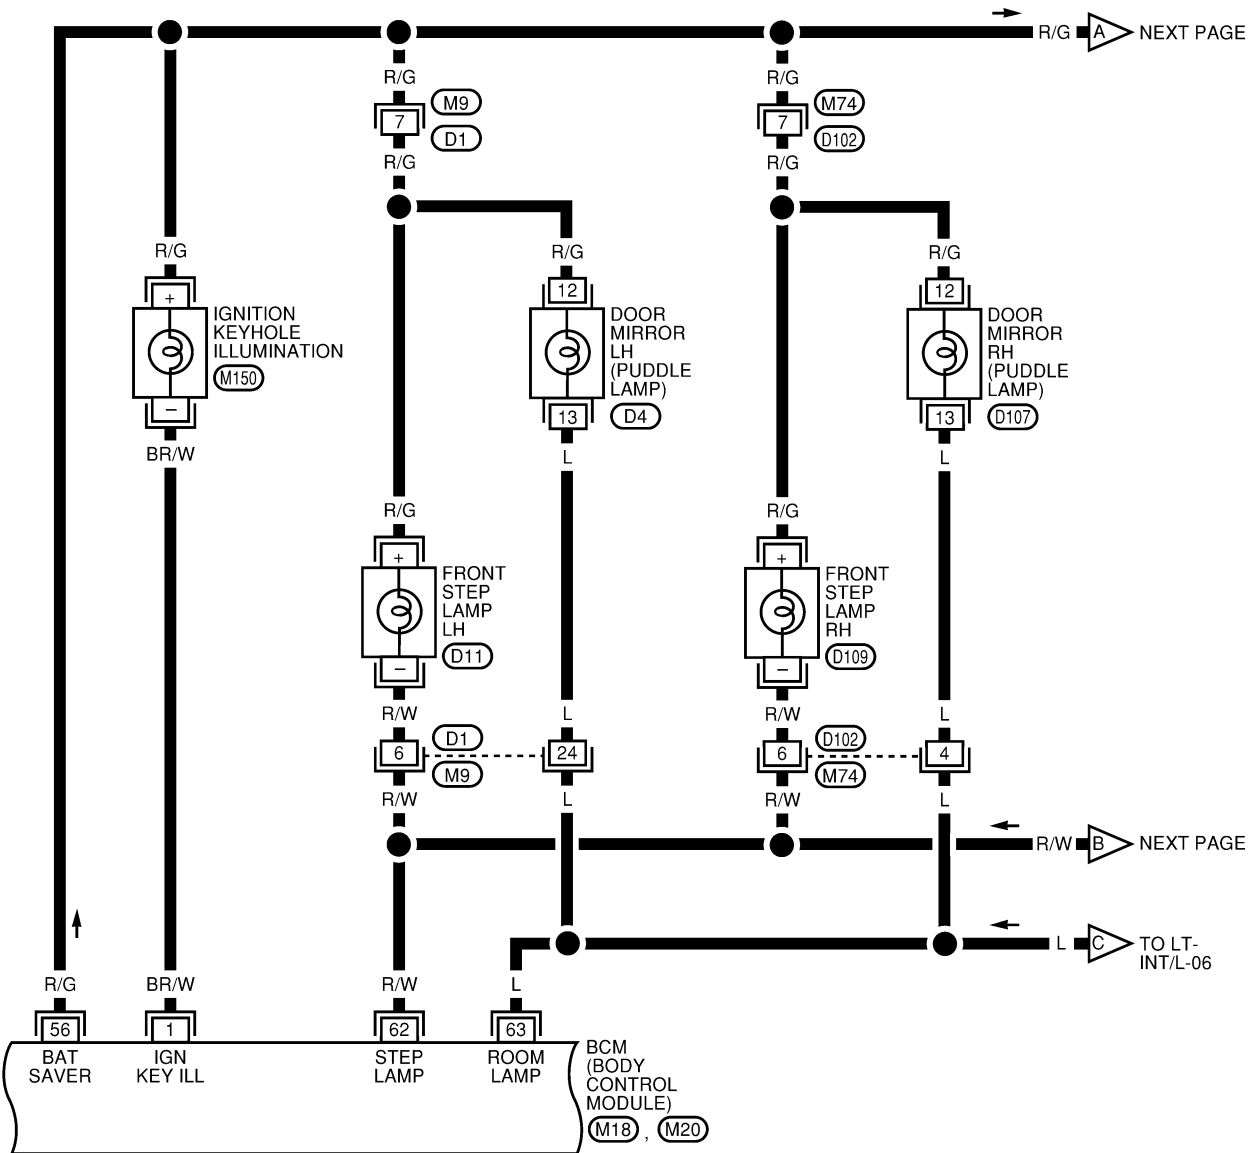 R/G
A
NEXT PAGE
R/G
M9
7
D1
R/G
R/G
M74
7
D102
R/G
R/G
R/G
R/G
+
IGNITION
KEYHOLE
ILLUMINATION
M150
−
BR/W
12
DOOR
MIRROR
LH
(PUDDLE
LAMP)
13
D4
L
12
DOOR
MIRROR
RH
(PUDDLE
LAMP)
13
D107
L
R/G
+
FRONT
STEP
LAMP
LH
D11
−
R/W
L
R/G
+
FRONT
STEP
LAMP
RH
D109
−
R/W
L
6
D1
M9
24
6
D102
M74
4
R/W
L
R/W
L
R/W
B
NEXT PAGE
L
C
TO LT-
INT/L-06
R/G
BR/W
R/W
L
56
1
62
63
BAT
SAVER
IGN
KEY ILL
STEP
LAMP
ROOM
LAMP
BCM
(BODY
CONTROL
MODULE)
M18 , M20